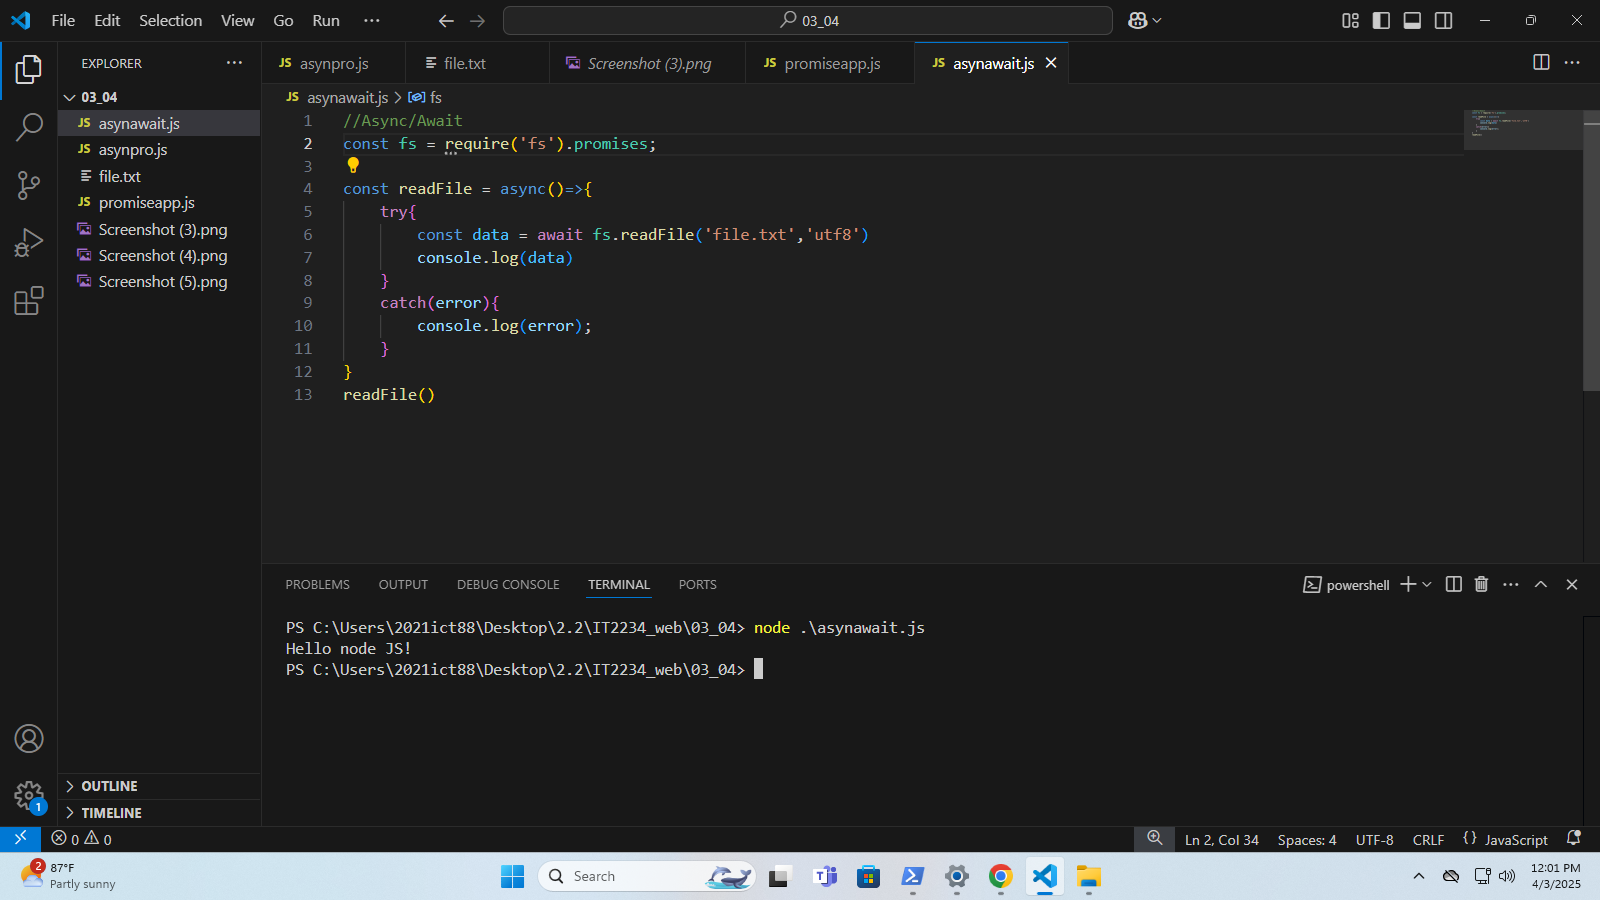 File Edit Selection View Go Run ··· 03_04
EXPLORER ···
JS asynpro.js file.txt Screenshot (3).png JS promiseapp.js JS asynawait.js
03_04
JS asynawait.js
JS asynpro.js
file.txt
JS promiseapp.js
Screenshot (3).png
Screenshot (4).png
Screenshot (5).png
OUTLINE
TIMELINE
JS asynawait.js > fs
1 //Async/Await
2 const fs = require('fs').promises;
3
4 const readFile = async()=>{
5 try{
6 const data = await fs.readFile('file.txt','utf8')
7 console.log(data)
8 }
9 catch(error){
10 console.log(error);
11 }
12 }
13 readFile()
PROBLEMS OUTPUT DEBUG CONSOLE TERMINAL PORTS powershell
PS C:\Users\2021ict88\Desktop\2.2\IT2234_web\03_04> node .\asynawait.js
Hello node JS!
PS C:\Users\2021ict88\Desktop\2.2\IT2234_web\03_04>
1
0 0 Ln 2, Col 34 Spaces: 4 UTF-8 CRLF {} JavaScript
2 87°F
Partly sunny
Search
12:01 PM
4/3/2025